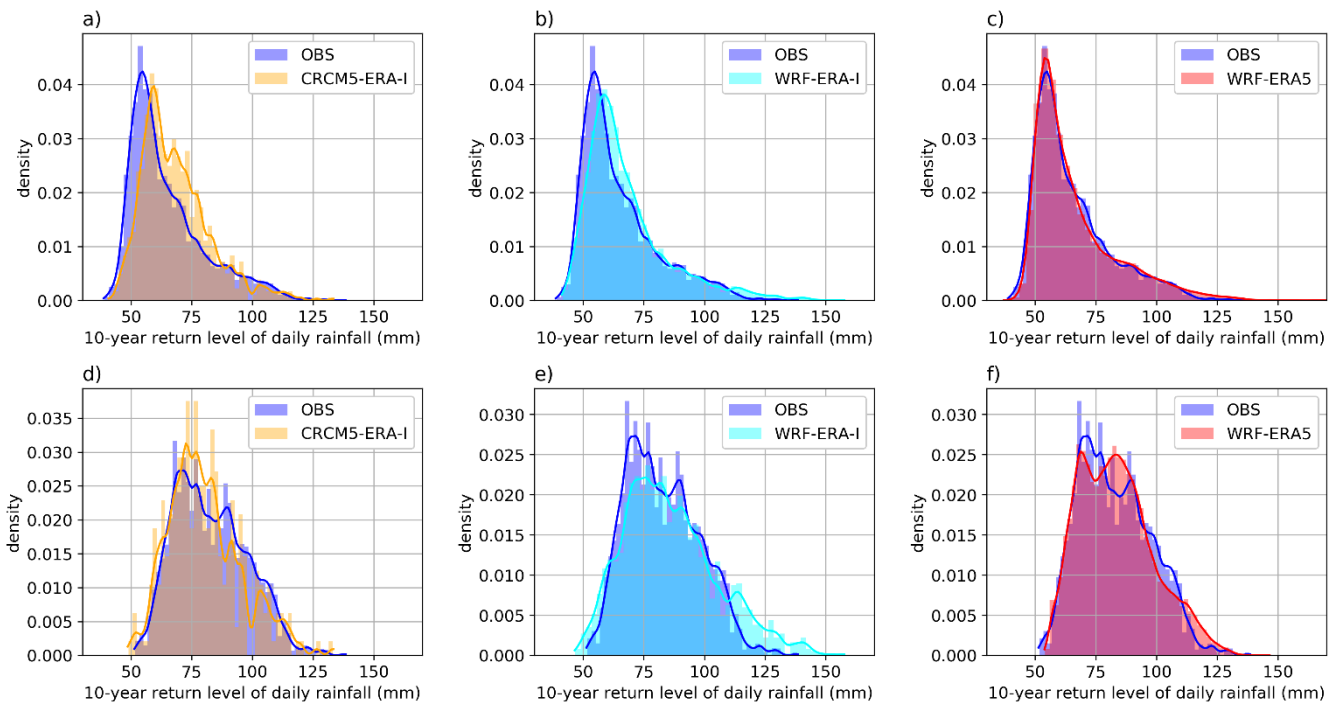 a)
OBS
CRCM5-ERA-I
density
0.04
0.03
0.02
0.01
0.00
50 75 100 125 150
10-year return level of daily rainfall (mm)
b)
OBS
WRF-ERA-I
density
0.04
0.03
0.02
0.01
0.00
50 75 100 125 150
10-year return level of daily rainfall (mm)
c)
OBS
WRF-ERA5
density
0.04
0.03
0.02
0.01
0.00
50 75 100 125 150
10-year return level of daily rainfall (mm)
d)
OBS
CRCM5-ERA-I
density
0.035
0.030
0.025
0.020
0.015
0.010
0.005
0.000
50 75 100 125 150
10-year return level of daily rainfall (mm)
e)
OBS
WRF-ERA-I
density
0.030
0.025
0.020
0.015
0.010
0.005
0.000
50 75 100 125 150
10-year return level of daily rainfall (mm)
f)
OBS
WRF-ERA5
density
0.030
0.025
0.020
0.015
0.010
0.005
0.000
50 75 100 125 150
10-year return level of daily rainfall (mm)